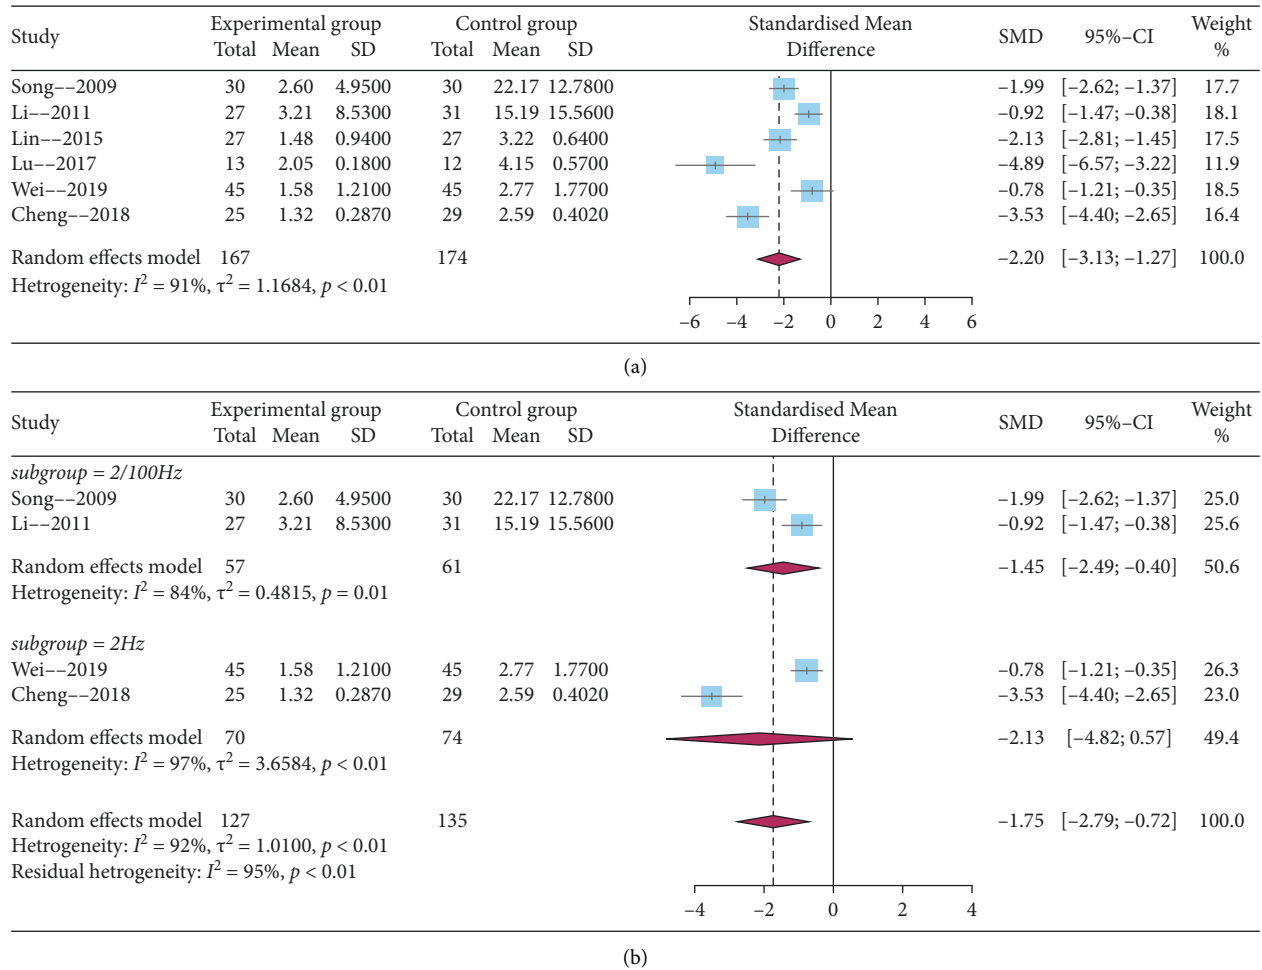 Study Experimental group Control group Standardised Mean Difference SMD 95%–CI Weight %
Total Mean SD Total Mean SD
Song––2009 30 2.60 4.9500 30 22.17 12.7800 –1.99 [–2.62; –1.37] 17.7
Li––2011 27 3.21 8.5300 31 15.19 15.5600 –0.92 [–1.47; –0.38] 18.1
Lin––2015 27 1.48 0.9400 27 3.22 0.6400 –2.13 [–2.81; –1.45] 17.5
Lu––2017 13 2.05 0.1800 12 4.15 0.5700 –4.89 [–6.57; –3.22] 11.9
Wei––2019 45 1.58 1.2100 45 2.77 1.7700 –0.78 [–1.21; –0.35] 18.5
Cheng––2018 25 1.32 0.2870 29 2.59 0.4020 –3.53 [–4.40; –2.65] 16.4
Random effects model 167 174 –2.20 [–3.13; –1.27] 100.0
Hetrogeneity: I² = 91%, τ² = 1.1684, p < 0.01
–6 –4 –2 0 2 4 6
(a)
Study Experimental group Control group Standardised Mean Difference SMD 95%–CI Weight %
Total Mean SD Total Mean SD
subgroup = 2/100Hz
Song––2009 30 2.60 4.9500 30 22.17 12.7800 –1.99 [–2.62; –1.37] 25.0
Li––2011 27 3.21 8.5300 31 15.19 15.5600 –0.92 [–1.47; –0.38] 25.6
Random effects model 57 61 –1.45 [–2.49; –0.40] 50.6
Hetrogeneity: I² = 84%, τ² = 0.4815, p = 0.01
subgroup = 2Hz
Wei––2019 45 1.58 1.2100 45 2.77 1.7700 –0.78 [–1.21; –0.35] 26.3
Cheng––2018 25 1.32 0.2870 29 2.59 0.4020 –3.53 [–4.40; –2.65] 23.0
Random effects model 70 74 –2.13 [–4.82; 0.57] 49.4
Hetrogeneity: I² = 97%, τ² = 3.6584, p < 0.01
Random effects model 127 135 –1.75 [–2.79; –0.72] 100.0
Hetrogeneity: I² = 92%, τ² = 1.0100, p < 0.01
Residual hetrogeneity: I² = 95%, p < 0.01
–4 –2 0 2 4
(b)